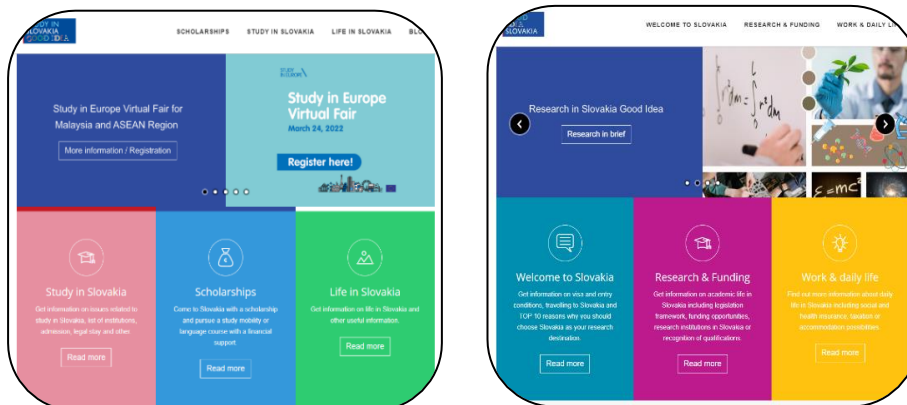 STUDY IN
SLOVAKIA
GOOD IDEA
SCHOLARSHIPS STUDY IN SLOVAKIA LIFE IN SLOVAKIA
Study in Europe Virtual Fair for
Malaysia and ASEAN Region
More information / Registration
STUDY
IN EUROPE
Study in Europe
Virtual Fair
March 24, 2022
Register here!
Study in Slovakia
Get information on issues related to
study in Slovakia, list of institutions,
admission, legal stay and other.
Read more
Scholarships
Come to Slovakia with a scholarship
and pursue a study mobility or
language course with a financial
support
Read more
Life in Slovakia
Get information on life in Slovakia and
other useful information.
Read more
SLOVAKIA
WELCOME TO SLOVAKIA RESEARCH & FUNDING WORK & DAILY
Research in Slovakia Good Idea
Research in brief
Welcome to Slovakia
Get information on visa and entry
conditions, travelling to Slovakia and
TOP 10 reasons why you should
choose Slovakia as your research
destination.
Read more
Research & Funding
Get information on academic life in
Slovakia including legislation
framework, funding opportunities,
research institutions in Slovakia or
recognition of qualifications.
Read more
Work & daily life
Find out more information about daily
life in Slovakia including social and
health insurance, taxation or
accommodation possibilities.
Read more